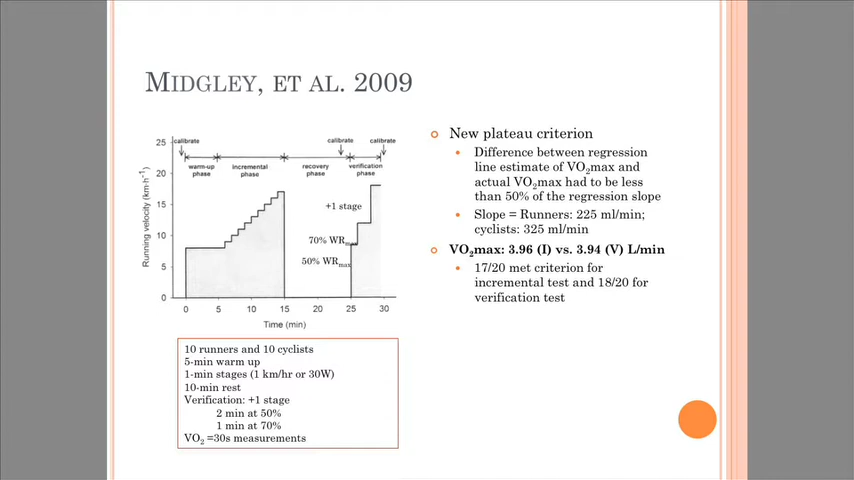 MIDGLEY, ET AL. 2009
calibrate
calibrate
calibrate
warm-up phase
incremental phase
recovery phase
verification phase
Running velocity (km·h⁻¹)
25
20
15
10
5
0
+1 stage
70% WRmax
50% WRmax
0 5 10 15 20 25 30
Time (min)
10 runners and 10 cyclists
5-min warm up
1-min stages (1 km/hr or 30W)
10-min rest
Verification: +1 stage
2 min at 50%
1 min at 70%
VO₂ =30s measurements
New plateau criterion
Difference between regression
line estimate of VO₂max and
actual VO₂max had to be less
than 50% of the regression slope
Slope = Runners: 225 ml/min;
cyclists: 325 ml/min
VO₂max: 3.96 (I) vs. 3.94 (V) L/min
17/20 met criterion for
incremental test and 18/20 for
verification test